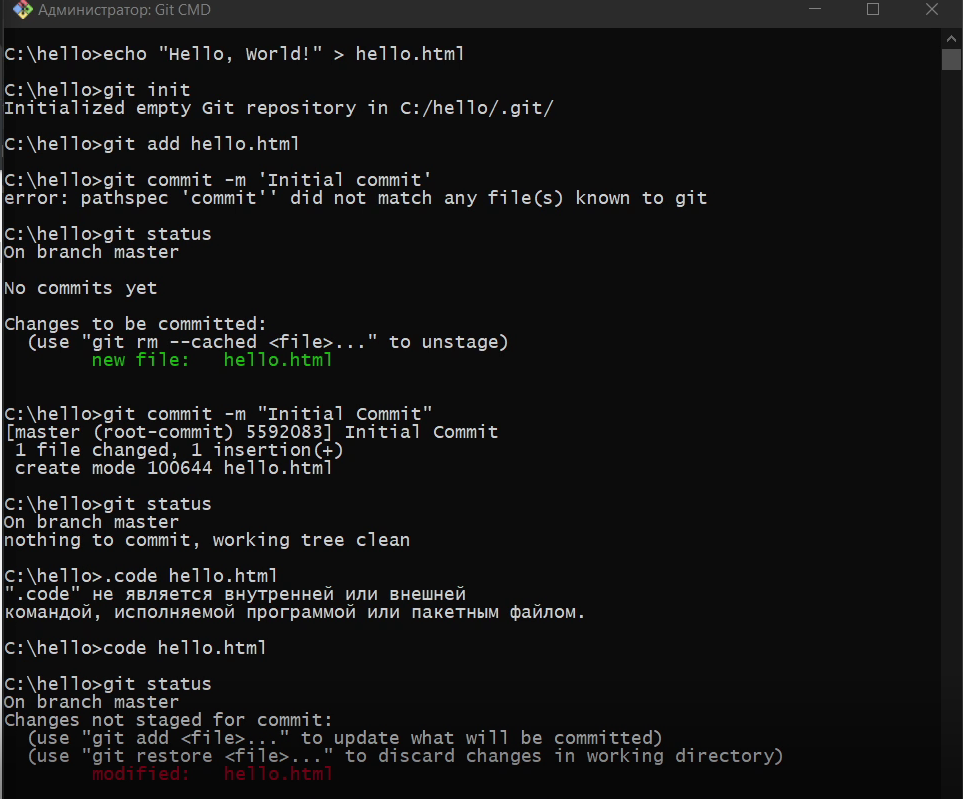 Администратор: Git CMD
C:\hello>echo "Hello, World!" > hello.html
C:\hello>git init
Initialized empty Git repository in C:/hello/.git/
C:\hello>git add hello.html
C:\hello>git commit -m 'Initial commit'
error: pathspec 'commit'' did not match any file(s) known to git
C:\hello>git status
On branch master
No commits yet
Changes to be committed:
  (use "git rm --cached <file>..." to unstage)
        new file:   hello.html
C:\hello>git commit -m "Initial Commit"
[master (root-commit) 5592083] Initial Commit
 1 file changed, 1 insertion(+)
 create mode 100644 hello.html
C:\hello>git status
On branch master
nothing to commit, working tree clean
C:\hello>.code hello.html
".code" не является внутренней или внешней
командой, исполняемой программой или пакетным файлом.
C:\hello>code hello.html
C:\hello>git status
On branch master
Changes not staged for commit:
  (use "git add <file>..." to update what will be committed)
  (use "git restore <file>..." to discard changes in working directory)
        modified:   hello.html